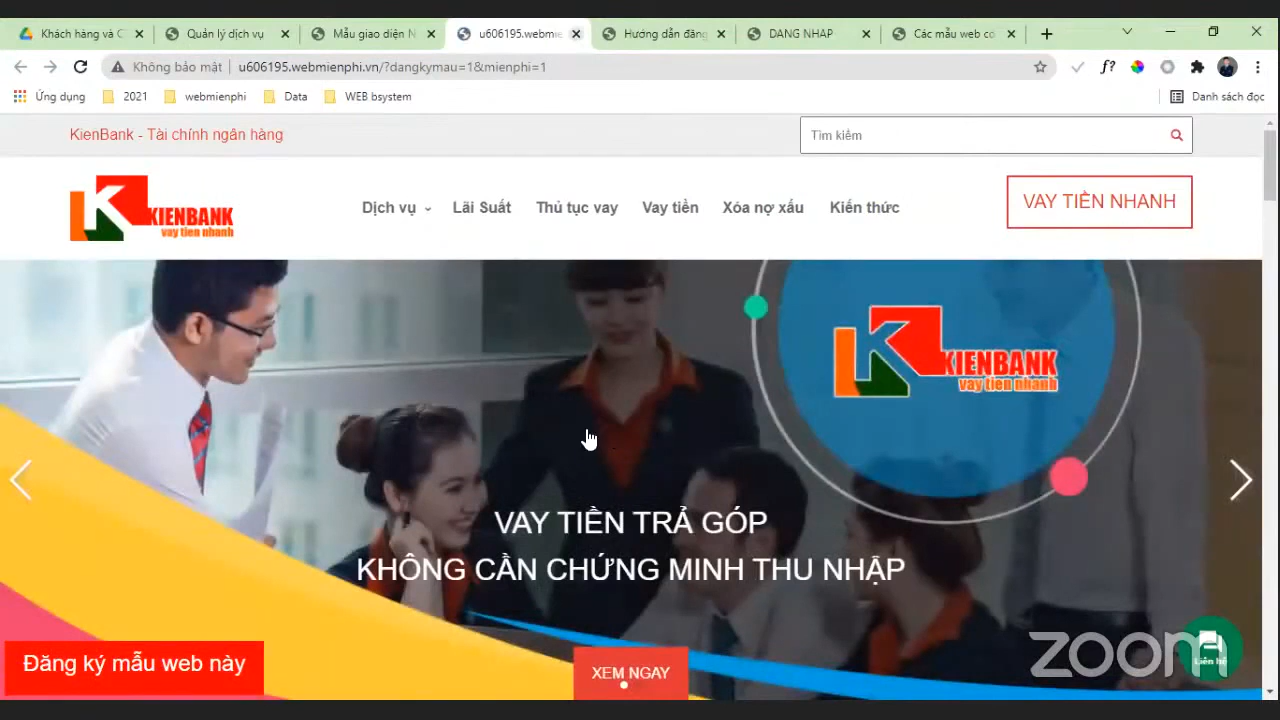 Khách hàng và C
Quản lý dịch vụ
Mẫu giao diện N
u606195.webmie
Hướng dẫn đăng
DANG NHAP
Các mẫu web co
Không bảo mật
u606195.webmienphi.vn/?dangkymau=1&mienphi=1
f?
Ứng dụng
2021
webmienphi
Data
WEB bsystem
Danh sách đọc
KienBank - Tài chính ngân hàng
Tìm kiếm
KIENBANK
vay tien nhanh
Dịch vụ
Lãi Suất
Thủ tục vay
Vay tiền
Xóa nợ xấu
Kiến thức
VAY TIỀN NHANH
KIENBANK
vay tien nhanh
VAY TIỀN TRẢ GÓP
KHÔNG CẦN CHỨNG MINH THU NHẬP
Đăng ký mẫu web này
XEM NGAY
zoom
Liên hệ